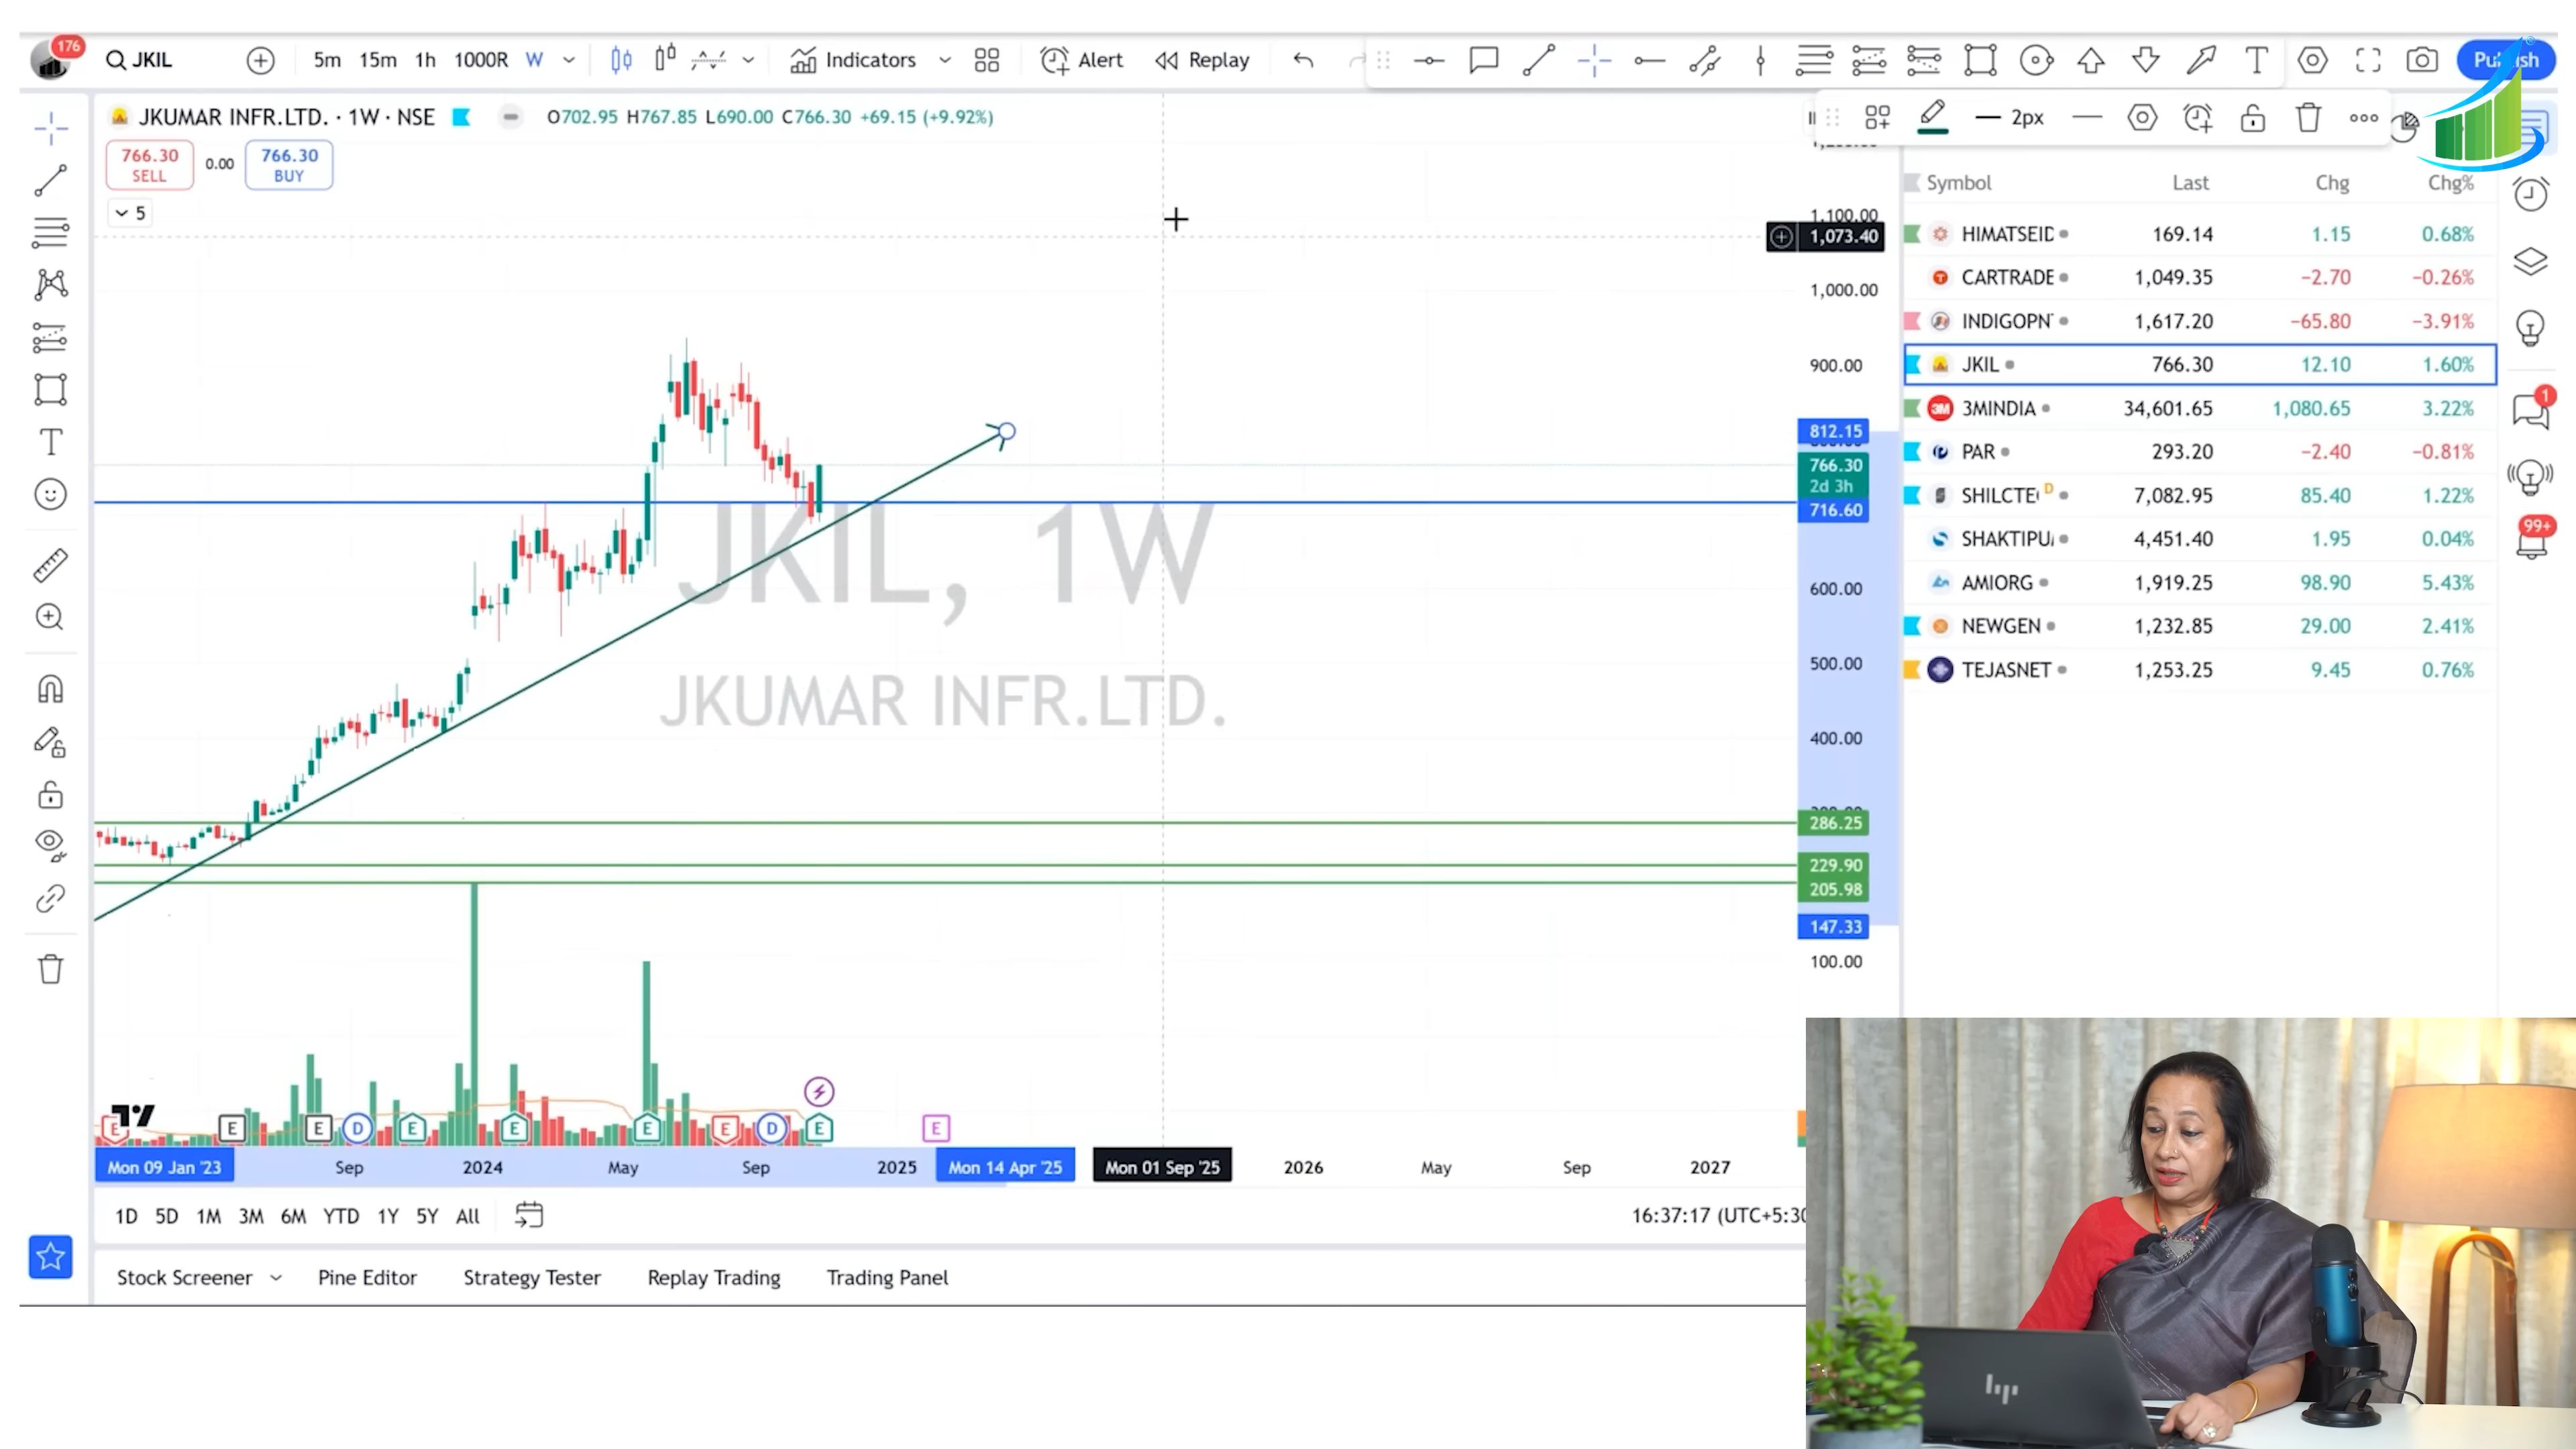 176 JKIL 5m 15m 1h 1000R W Indicators Alert Replay T
JKUMAR INFR.LTD. · 1W · NSE O702.95 H767.85 L690.00 C766.30 +69.15 (+9.92%) 2px
766.30 SELL 0.00 766.30 BUY
5
Symbol Last Chg Chg%
HIMATSEID 169.14 1.15 0.68%
CARTRADE 1,049.35 −2.70 −0.26%
INDIGOPN 1,617.20 −65.80 −3.91%
JKIL 766.30 12.10 1.60%
3M 3MINDIA 34,601.65 1,080.65 3.22%
PAR 293.20 −2.40 −0.81%
SHILCTE D 7,082.95 85.40 1.22%
SHAKTIPU 4,451.40 1.95 0.04%
AMIORG 1,919.25 98.90 5.43%
NEWGEN 1,232.85 29.00 2.41%
TEJASNET 1,253.25 9.45 0.76%
1
99+
1,100.00
1,073.40
1,000.00
900.00
812.15
766.30
2d 3h
716.60
600.00
500.00
400.00
286.25
229.90
205.98
147.33
100.00
JKIL, 1W
JKUMAR INFR.LTD.
E E E D E E E E D E E
Mon 09 Jan '23 Sep 2024 May Sep 2025 Mon 14 Apr '25 Mon 01 Sep '25 2026 May Sep 2027
1D 5D 1M 3M 6M YTD 1Y 5Y All 16:37:17 (UTC+5:30
Stock Screener Pine Editor Strategy Tester Replay Trading Trading Panel
hp